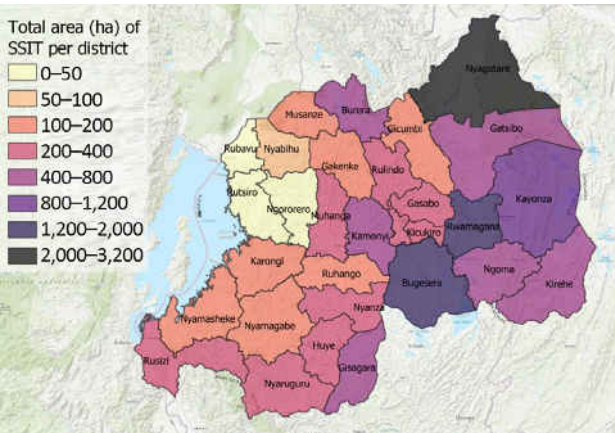 Total area (ha) of
SSIT per district
0–50
50–100
100–200
200–400
400–800
800–1,200
1,200–2,000
2,000–3,200
Nyagatare
Musanze
Burera
Gicumbi
Gatsibo
Rubavu
Nyabihu
Gakenke
Rulindo
Rutsiro
Ngororero
Muhanga
Gasabo
Kayonza
Kamonyi
Kicukiro
Rwamagana
Karongi
Ruhango
Bugesera
Ngoma
Kirehe
Nyamasheke
Nyamagabe
Nyanza
Rusizi
Huye
Gisagara
Nyaruguru